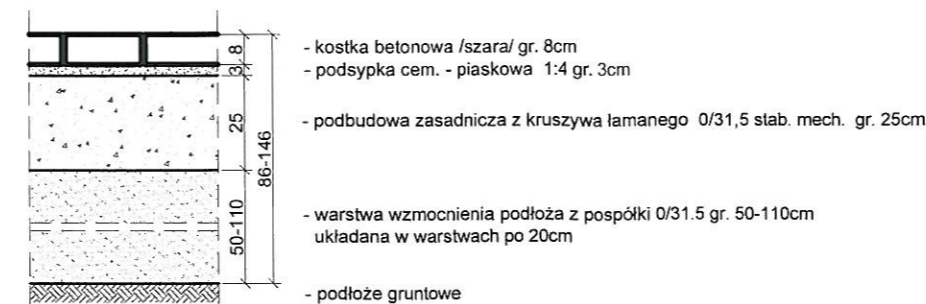 - kostka betonowa /szara/ gr. 8cm
- podsypka cem. - piaskowa 1:4 gr. 3cm
- podbudowa zasadnicza z kruszywa łamanego 0/31,5 stab. mech. gr. 25cm
- warstwa wzmocnienia podłoża z pospółki 0/31.5 gr. 50-110cm
układana w warstwach po 20cm
- podłoże gruntowe
8
3
25
50-110
86-146